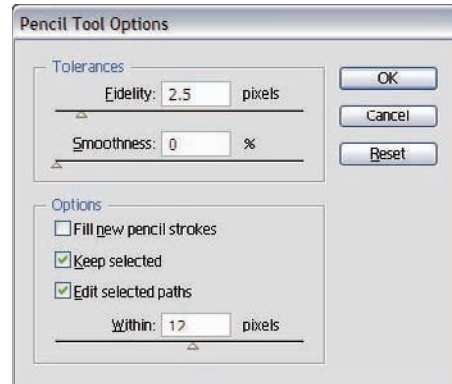 Pencil Tool Options
Tolerances
Fidelity: 2.5 pixels
OK
Cancel
Smoothness: 0 %
Reset
Options
Fill new pencil strokes
Keep selected
Edit selected paths
Within: 12 pixels